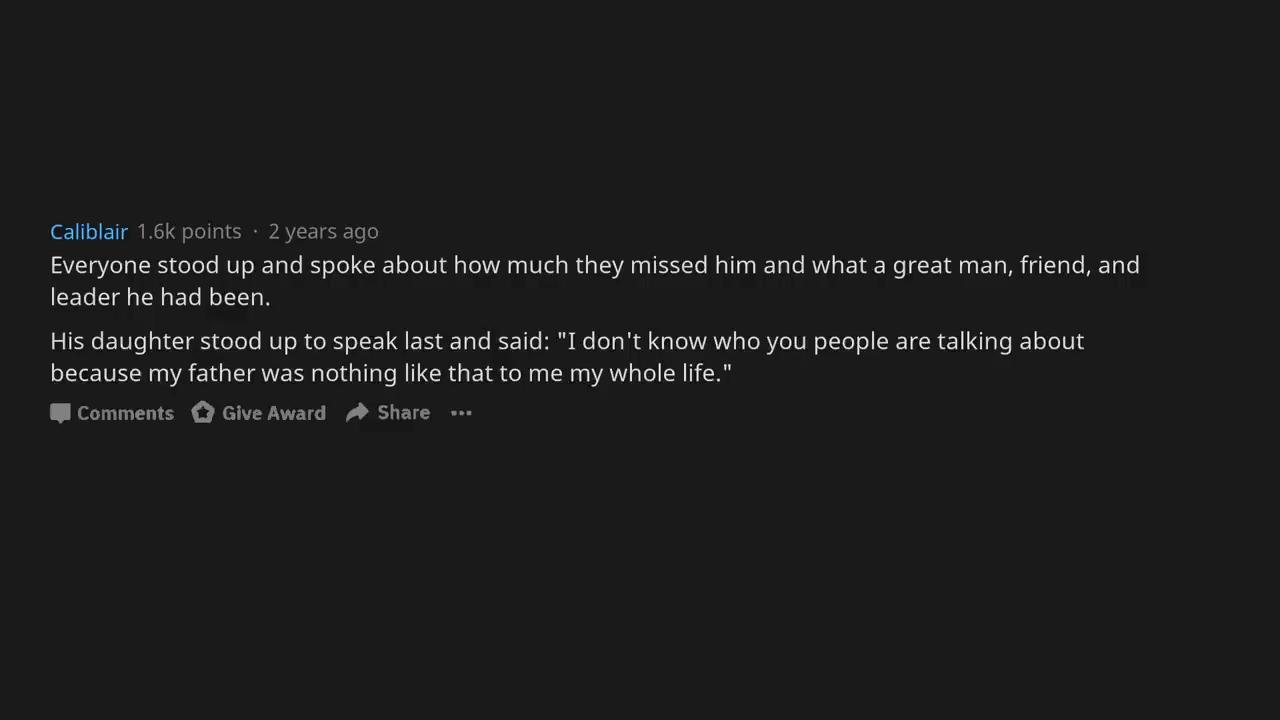 Caliblair 1.6k points · 2 years ago
Everyone stood up and spoke about how much they missed him and what a great man, friend, and
leader he had been.
His daughter stood up to speak last and said: "I don't know who you people are talking about
because my father was nothing like that to me my whole life."
Comments Give Award Share ···